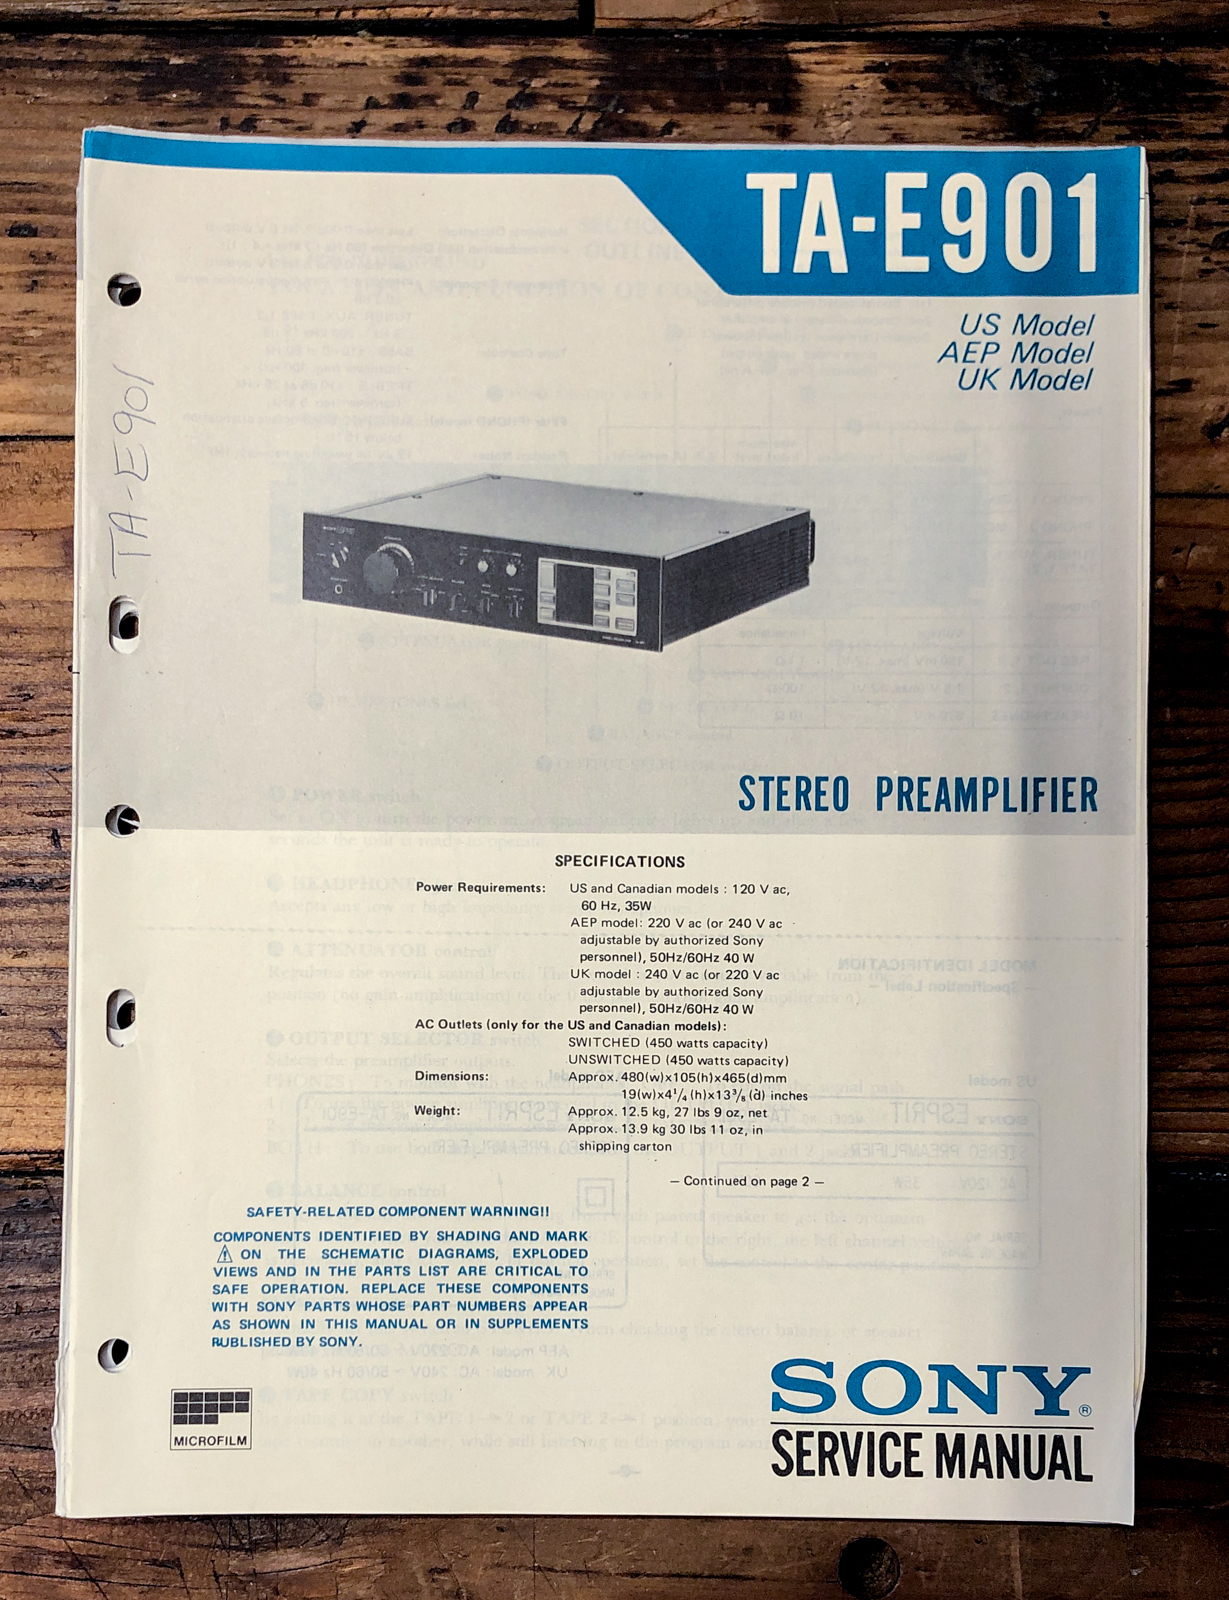 TA-E901
US Model
AEP Model
UK Model
TA-E901
STEREO PREAMPLIFIER
SPECIFICATIONS
Power Requirements: US and Canadian models : 120 V ac,
60 Hz, 35W
AEP model: 220 V ac (or 240 V ac
adjustable by authorized Sony
personnel), 50Hz/60Hz 40 W
UK model : 240 V ac (or 220 V ac
adjustable by authorized Sony
personnel), 50Hz/60Hz 40 W
AC Outlets (only for the US and Canadian models):
SWITCHED (450 watts capacity)
UNSWITCHED (450 watts capacity)
Dimensions: Approx. 480(w)x105(h)x465(d)mm
19(w)x4¹/₄ (h)x13³/₈ (d) inches
Weight: Approx. 12.5 kg, 27 lbs 9 oz, net
Approx. 13.9 kg 30 lbs 11 oz, in
shipping carton
— Continued on page 2 —
SAFETY-RELATED COMPONENT WARNING!!
COMPONENTS IDENTIFIED BY SHADING AND MARK
⚠ ON THE SCHEMATIC DIAGRAMS, EXPLODED
VIEWS AND IN THE PARTS LIST ARE CRITICAL TO
SAFE OPERATION. REPLACE THESE COMPONENTS
WITH SONY PARTS WHOSE PART NUMBERS APPEAR
AS SHOWN IN THIS MANUAL OR IN SUPPLEMENTS
PUBLISHED BY SONY.
MICROFILM
SONY®
SERVICE MANUAL